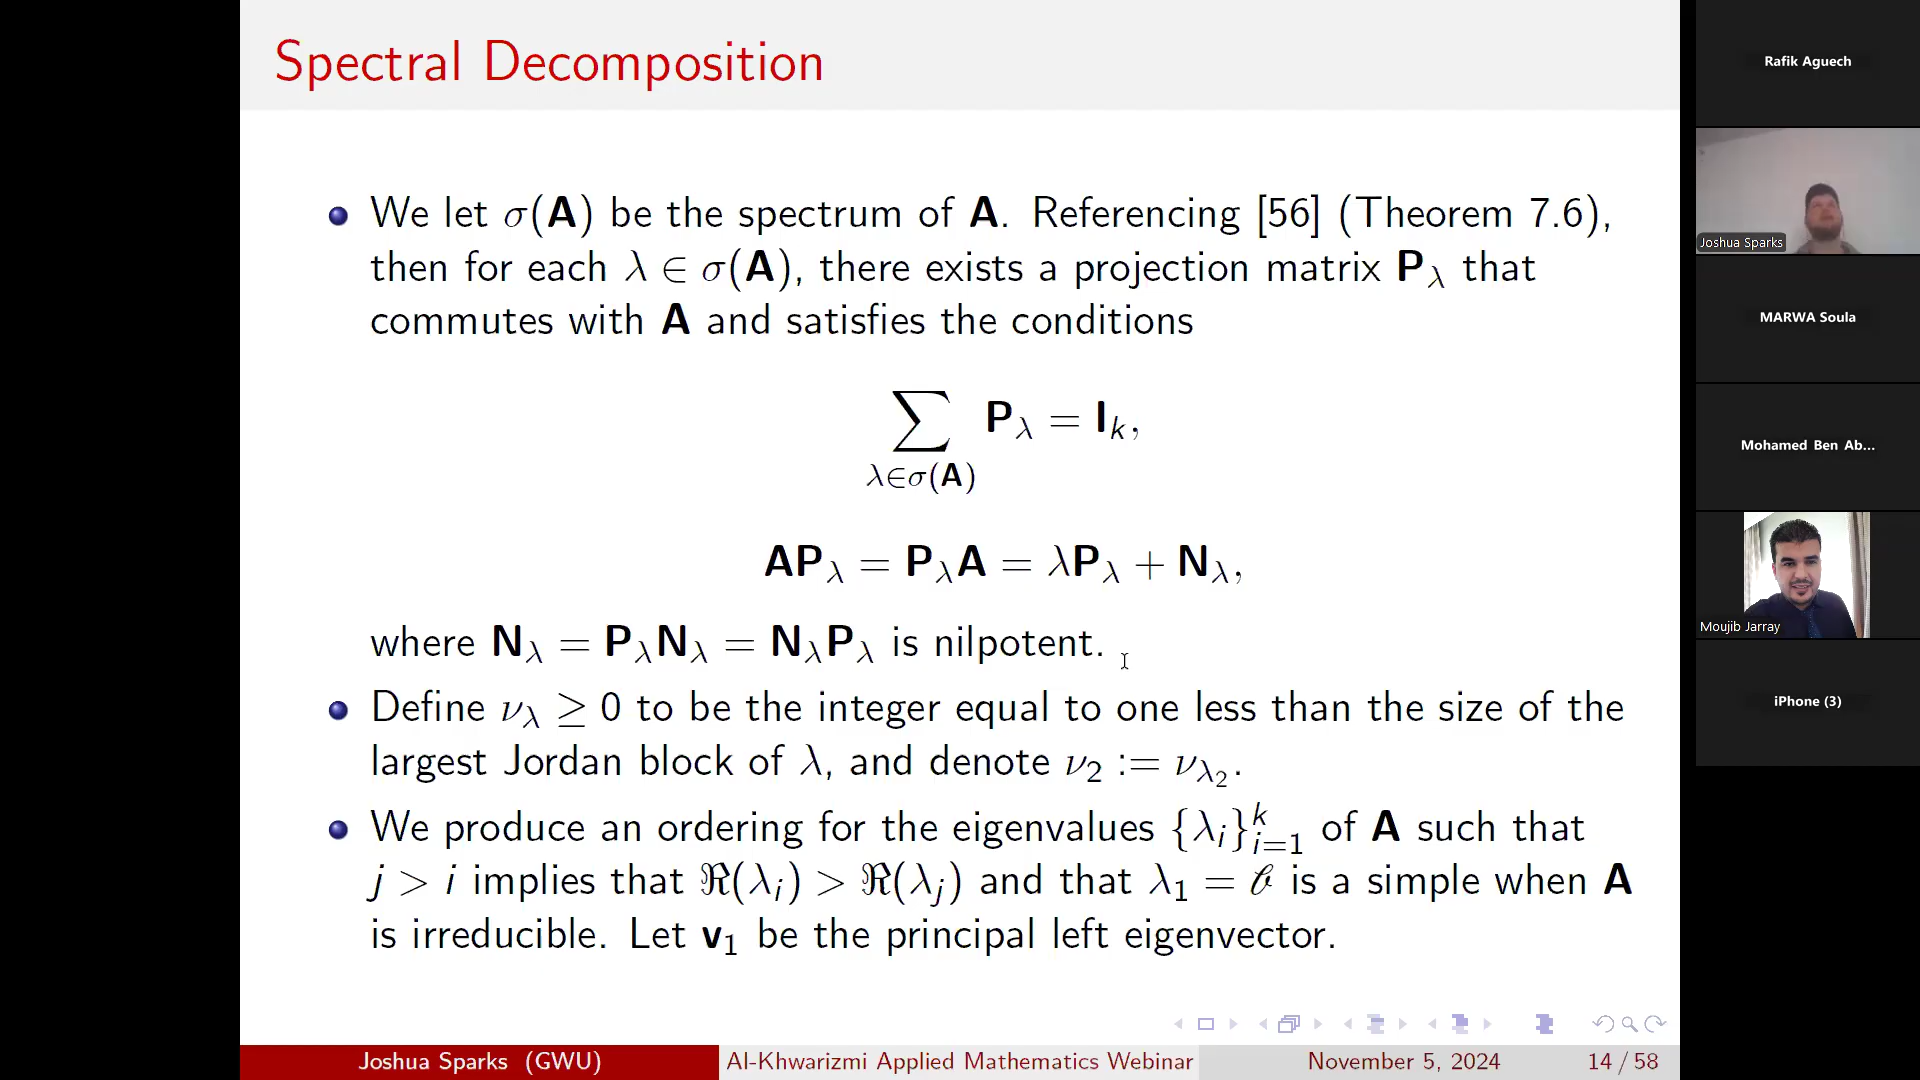 Spectral Decomposition
We let σ(A) be the spectrum of A. Referencing [56] (Theorem 7.6),
then for each λ ∈ σ(A), there exists a projection matrix P_λ that
commutes with A and satisfies the conditions
∑_{λ∈σ(A)} P_λ = I_k,
AP_λ = P_λA = λP_λ + N_λ,
where N_λ = P_λN_λ = N_λP_λ is nilpotent.
Define ν_λ ≥ 0 to be the integer equal to one less than the size of the
largest Jordan block of λ, and denote ν_2 := ν_{λ_2}.
We produce an ordering for the eigenvalues {λ_i}_{i=1}^k of A such that
j > i implies that ℜ(λ_i) > ℜ(λ_j) and that λ_1 = 𝒷 is a simple when A
is irreducible. Let v_1 be the principal left eigenvector.
Joshua Sparks (GWU)
Al-Khwarizmi Applied Mathematics Webinar
November 5, 2024
14 / 58
Rafik Aguech
Joshua Sparks
MARWA Soula
Mohamed Ben Ab...
Moujib Jarray
iPhone (3)